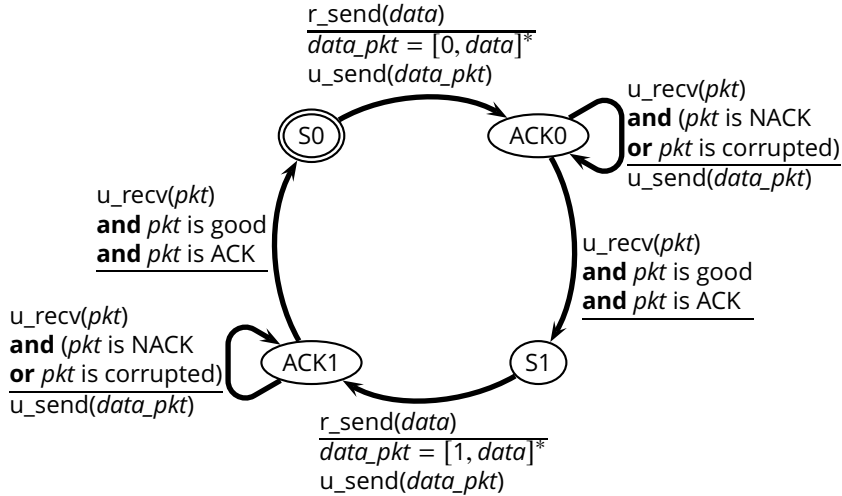 r_send(data)
data_pkt = [0, data]*
u_send(data_pkt)
S0
ACK0
u_recv(pkt)
and (pkt is NACK
or pkt is corrupted)
u_send(data_pkt)
u_recv(pkt)
and pkt is good
and pkt is ACK
u_recv(pkt)
and pkt is good
and pkt is ACK
u_recv(pkt)
and (pkt is NACK
or pkt is corrupted)
u_send(data_pkt)
ACK1
S1
r_send(data)
data_pkt = [1, data]*
u_send(data_pkt)